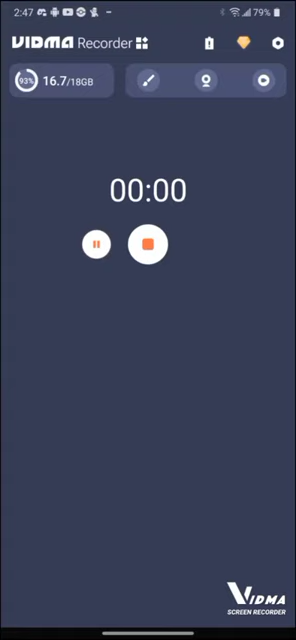 2:47
79%
VIDMA Recorder
93%
16.7/18GB
00:00
VIDMA
SCREEN RECORDER